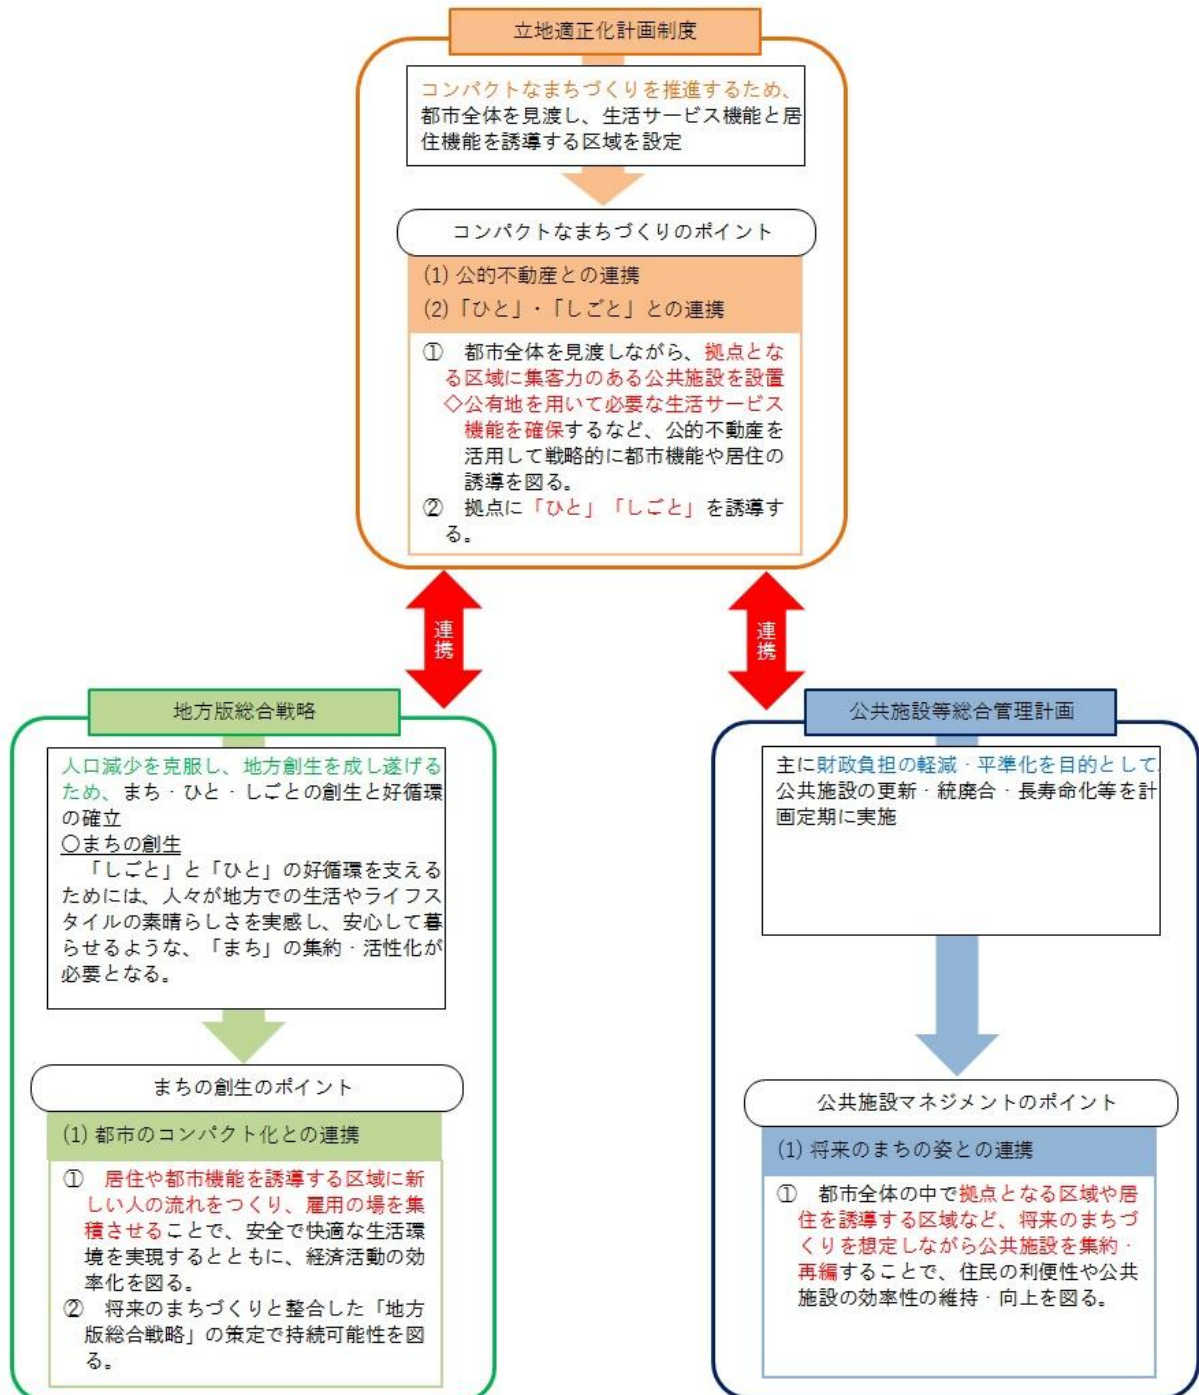 立地適正化計画制度
コンパクトなまちづくりを推進するため、
都市全体を見渡し、生活サービス機能と居
住機能を誘導する区域を設定
コンパクトなまちづくりのポイント
(1) 公的不動産との連携
(2)「ひと」・「しごと」との連携
① 都市全体を見渡しながら、拠点とな
る区域に集客力のある公共施設を設置
◇公有地を用いて必要な生活サービス
機能を確保するなど、公的不動産を
活用して戦略的に都市機能や居住の
誘導を図る。
② 拠点に「ひと」「しごと」を誘導す
る。
連携
連携
地方版総合戦略
人口減少を克服し、地方創生を成し遂げる
ため、まち・ひと・しごとの創生と好循環
の確立
○まちの創生
「しごと」と「ひと」の好循環を支える
ためには、人々が地方での生活やライフス
タイルの素晴らしさを実感し、安心して暮
らせるような、「まち」の集約・活性化が
必要となる。
まちの創生のポイント
(1) 都市のコンパクト化との連携
① 居住や都市機能を誘導する区域に新
しい人の流れをつくり、雇用の場を集
積させることで、安全で快適な生活環
境を実現するとともに、経済活動の効
率化を図る。
② 将来のまちづくりと整合した「地方
版総合戦略」の策定で持続可能性を図
る。
公共施設等総合管理計画
主に財政負担の軽減・平準化を目的として、
公共施設の更新・統廃合・長寿命化等を計
画定期に実施
公共施設マネジメントのポイント
(1) 将来のまちの姿との連携
① 都市全体の中で拠点となる区域や居
住を誘導する区域など、将来のまちづ
くりを想定しながら公共施設を集約・
再編することで、住民の利便性や公共
施設の効率性の維持・向上を図る。